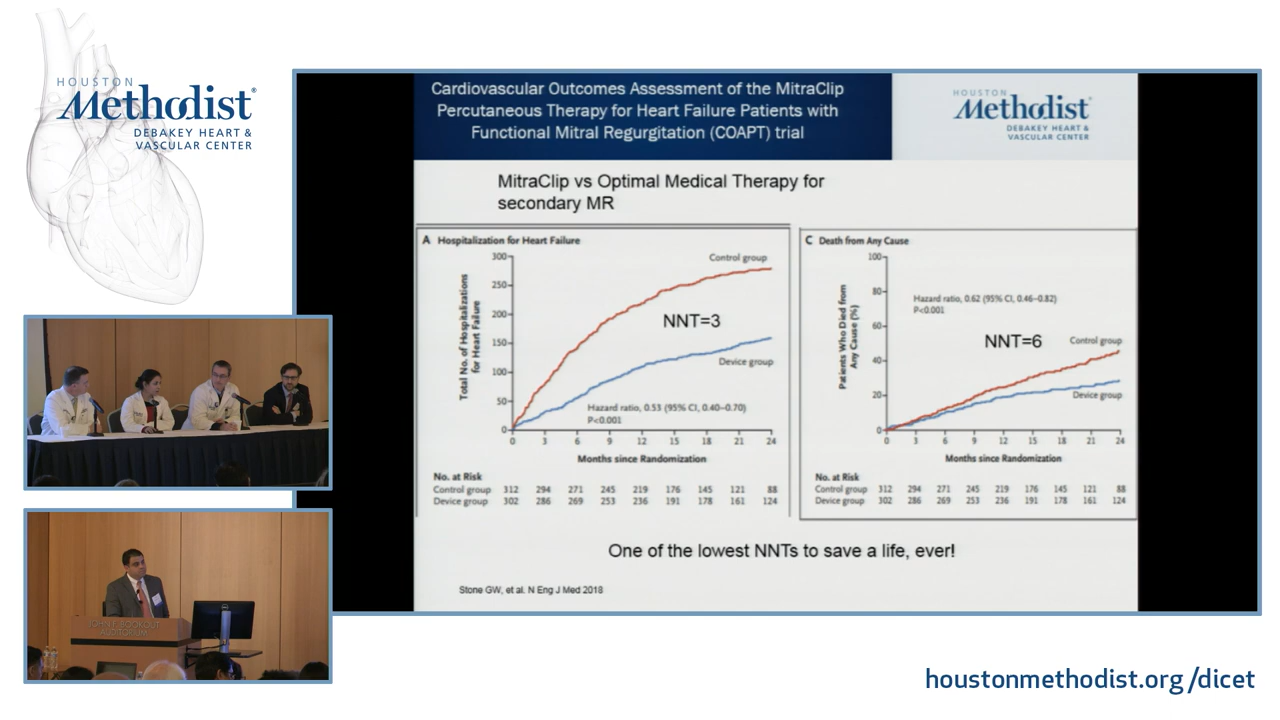 HOUSTON
Methodist®
DEBAKEY HEART &
VASCULAR CENTER
Cardiovascular Outcomes Assessment of the MitraClip
Percutaneous Therapy for Heart Failure Patients with
Functional Mitral Regurgitation (COAPT) trial
HOUSTON
Methodist
DEBAKEY HEART &
VASCULAR CENTER
MitraClip vs Optimal Medical Therapy for
secondary MR
A Hospitalization for Heart Failure
Total No. of Hospitalizations
for Heart Failure
300
250
200
150
100
50
0
Control group
NNT=3
Device group
Hazard ratio, 0.53 (95% CI, 0.40–0.70)
P<0.001
0 3 6 9 12 15 18 21 24
Months since Randomization
No. at Risk
Control group 312 294 271 245 219 176 145 121 88
Device group 302 286 269 253 236 191 178 161 124
C Death from Any Cause
Patients Who Died from
Any Cause (%)
100
80
60
40
20
0
Hazard ratio, 0.62 (95% CI, 0.46–0.82)
P<0.001
NNT=6
Control group
Device group
0 3 6 9 12 15 18 21 24
Months since Randomization
No. at Risk
Control group 312 294 271 245 219 176 145 121 88
Device group 302 286 269 253 236 191 178 161 124
One of the lowest NNTs to save a life, ever!
Stone GW, et al. N Eng J Med 2018
JOHN F. BOOKOUT
AUDITORIUM
houstonmethodist.org/dicet